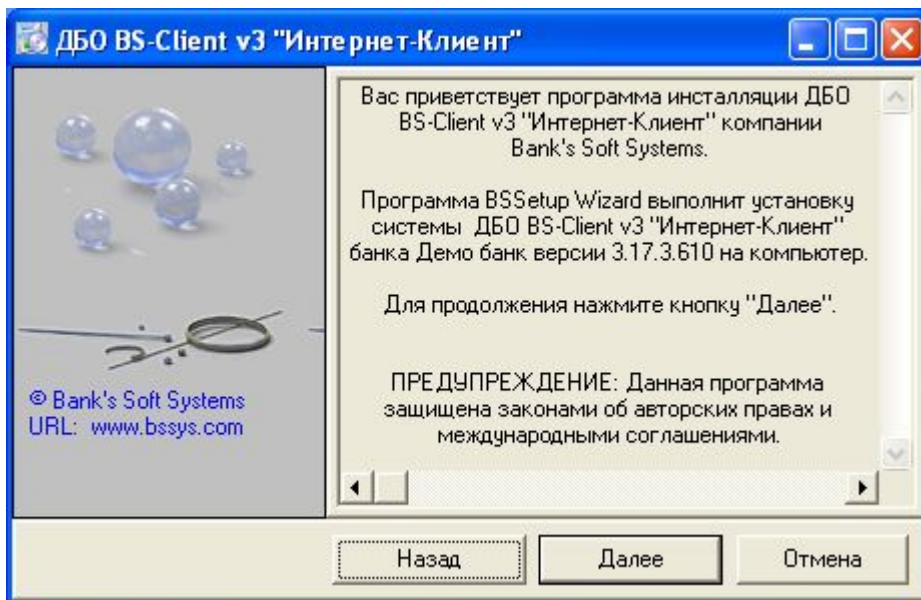 ДБО BS-Client v3 "Интернет-Клиент"
Вас приветствует программа инсталляции ДБО
BS-Client v3 "Интернет-Клиент" компании
Bank's Soft Systems.
Программа BSSetup Wizard выполнит установку
системы ДБО BS-Client v3 "Интернет-Клиент"
банка Демо банк версии 3.17.3.610 на компьютер.
Для продолжения нажмите кнопку "Далее".
ПРЕДУПРЕЖДЕНИЕ: Данная программа
защищена законами об авторских правах и
международными соглашениями.
© Bank's Soft Systems
URL: www.bssys.com
Назад
Далее
Отмена